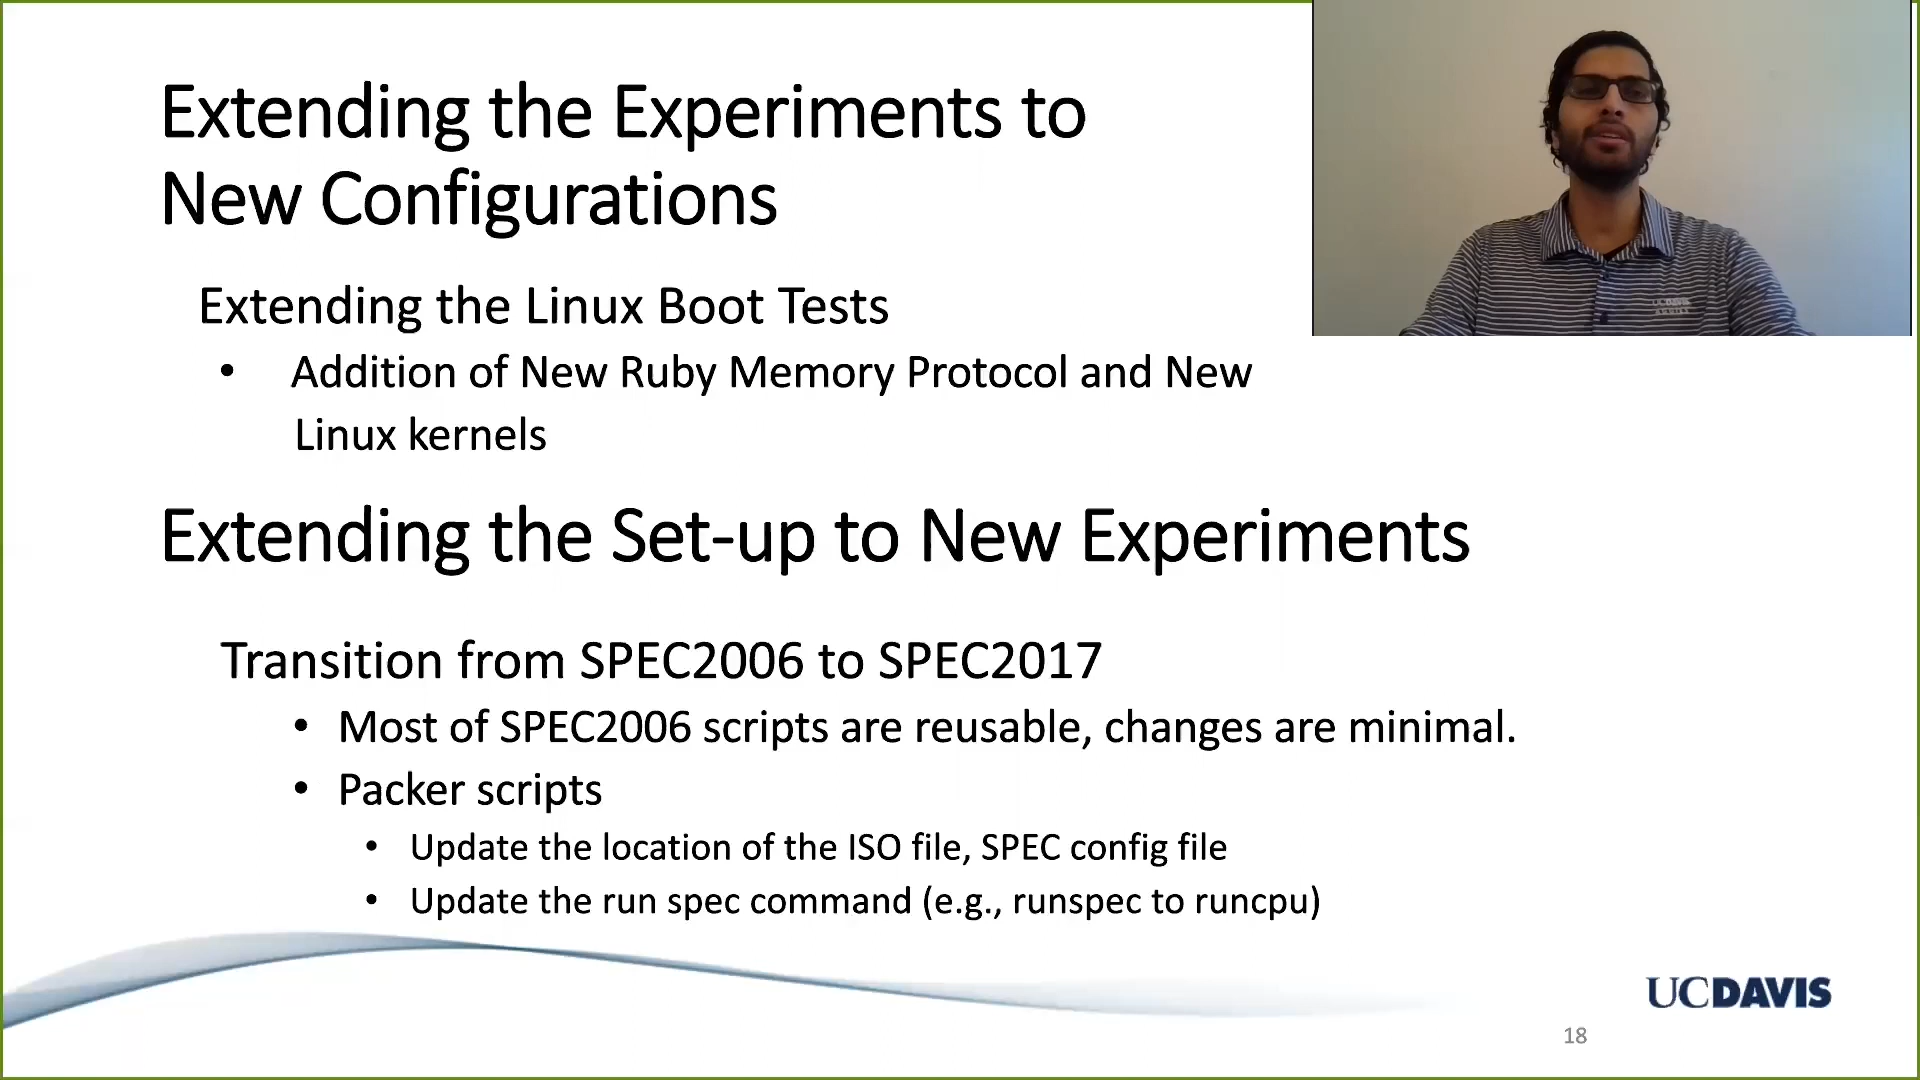 Extending the Experiments to
New Configurations
Extending the Linux Boot Tests
• Addition of New Ruby Memory Protocol and New
Linux kernels
Extending the Set-up to New Experiments
Transition from SPEC2006 to SPEC2017
• Most of SPEC2006 scripts are reusable, changes are minimal.
• Packer scripts
• Update the location of the ISO file, SPEC config file
• Update the run spec command (e.g., runspec to runcpu)
UCDAVIS
18